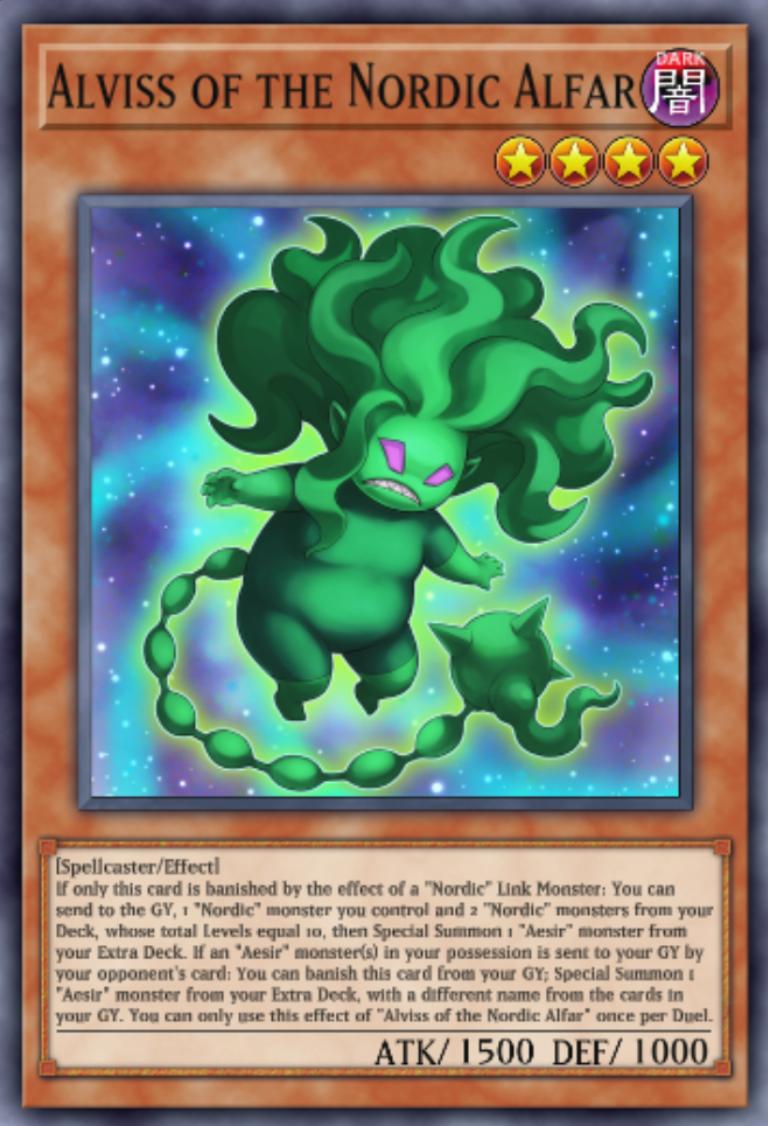 ALVISS OF THE NORDIC ALFAR
DARK
闇
[Spellcaster/Effect]
If only this card is banished by the effect of a "Nordic" Link Monster: You can
send to the GY, 1 "Nordic" monster you control and 2 "Nordic" monsters from your
Deck, whose total Levels equal 10, then Special Summon 1 "Aesir" monster from
your Extra Deck. If an "Aesir" monster(s) in your possession is sent to your GY by
your opponent's card: You can banish this card from your GY; Special Summon 1
"Aesir" monster from your Extra Deck, with a different name from the cards in
your GY. You can only use this effect of "Alviss of the Nordic Alfar" once per Duel.
ATK/ 1500 DEF/ 1000